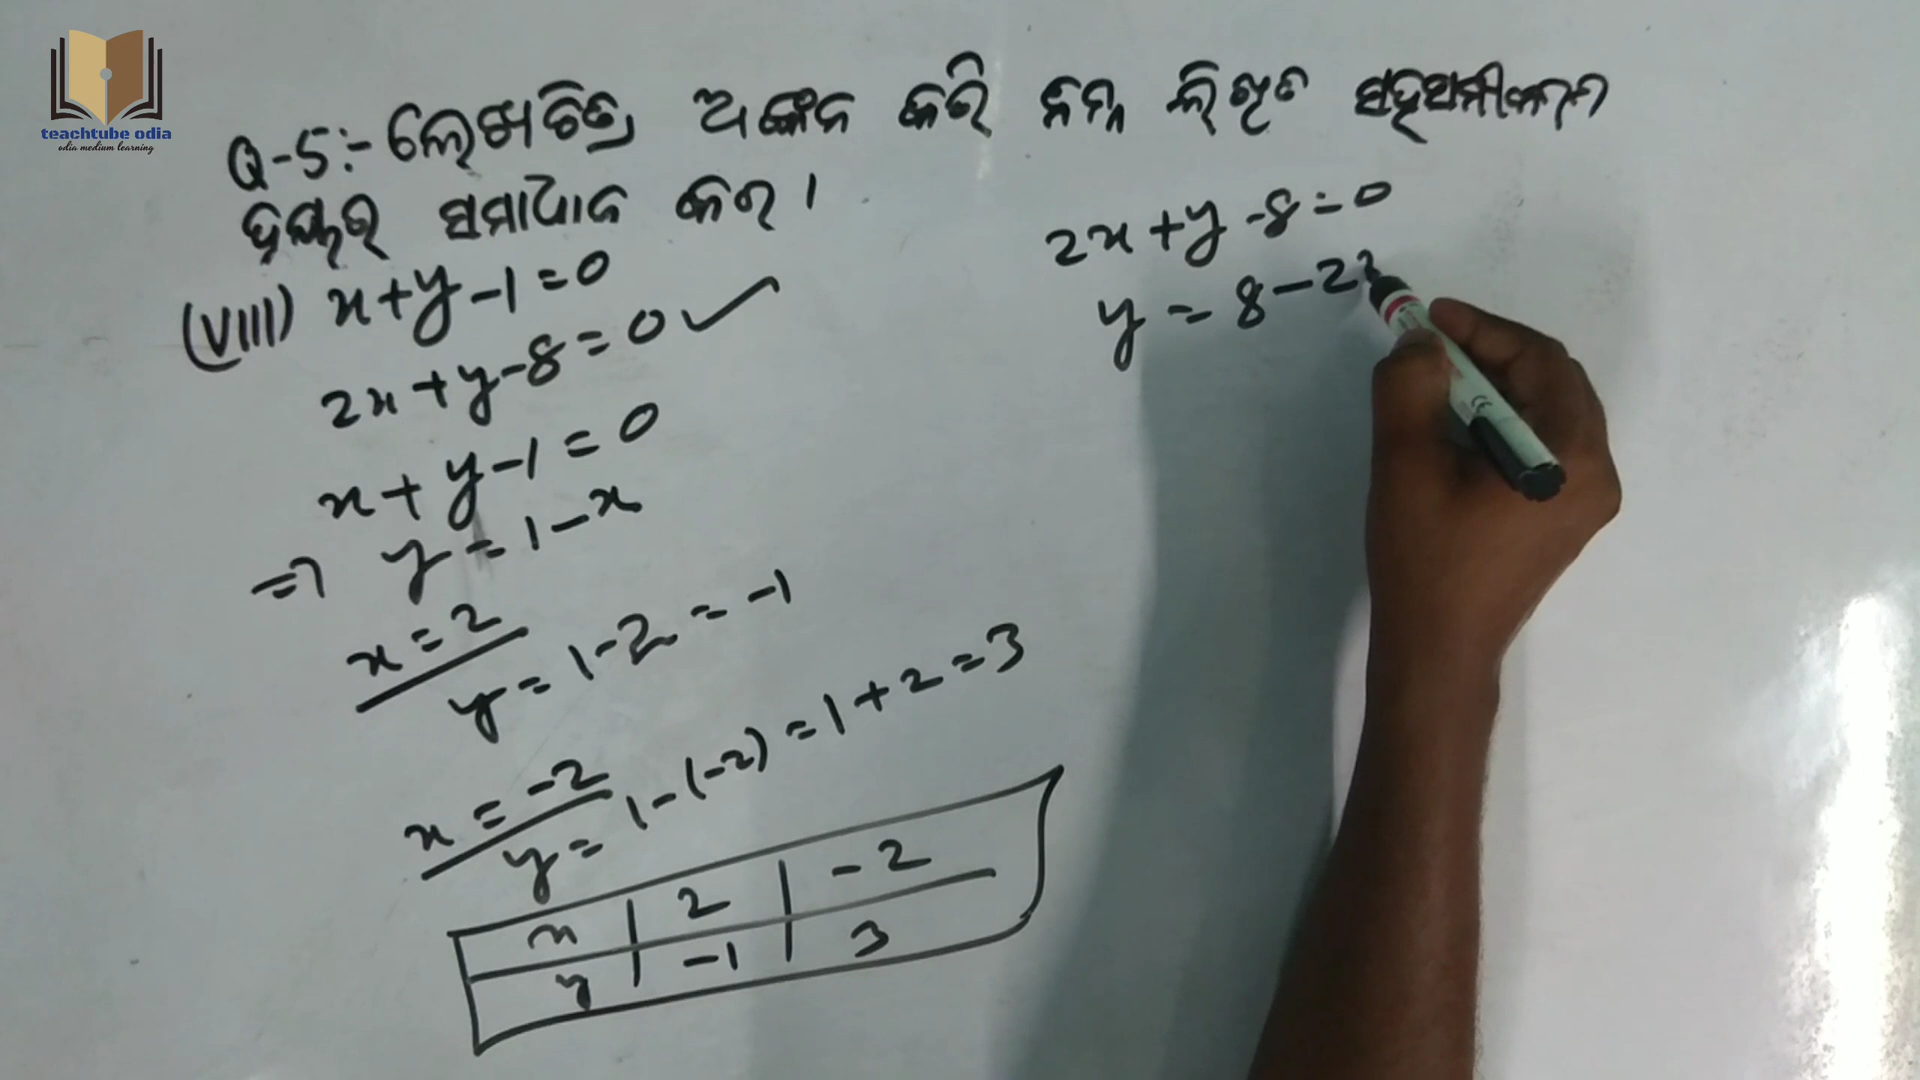 teachtube odia
odia medium learning
Q-5:- ଲେଖଚିତ୍ର ଅଙ୍କନ କରି ନିମ୍ନ ଲିଖିତ ସହସମୀକରଣ
ଦ୍ଵୟର ସମାଧାନ କର ।
(VIII) x+y-1=0
2x+y-8=0 ✓
x+y-1=0
=> y=1-x
x=2
y=1-2=-1
x=-2
y=1-(-2)=1+2=3
x | 2 | -2
y | -1 | 3
2x+y-8=0
y=8-2